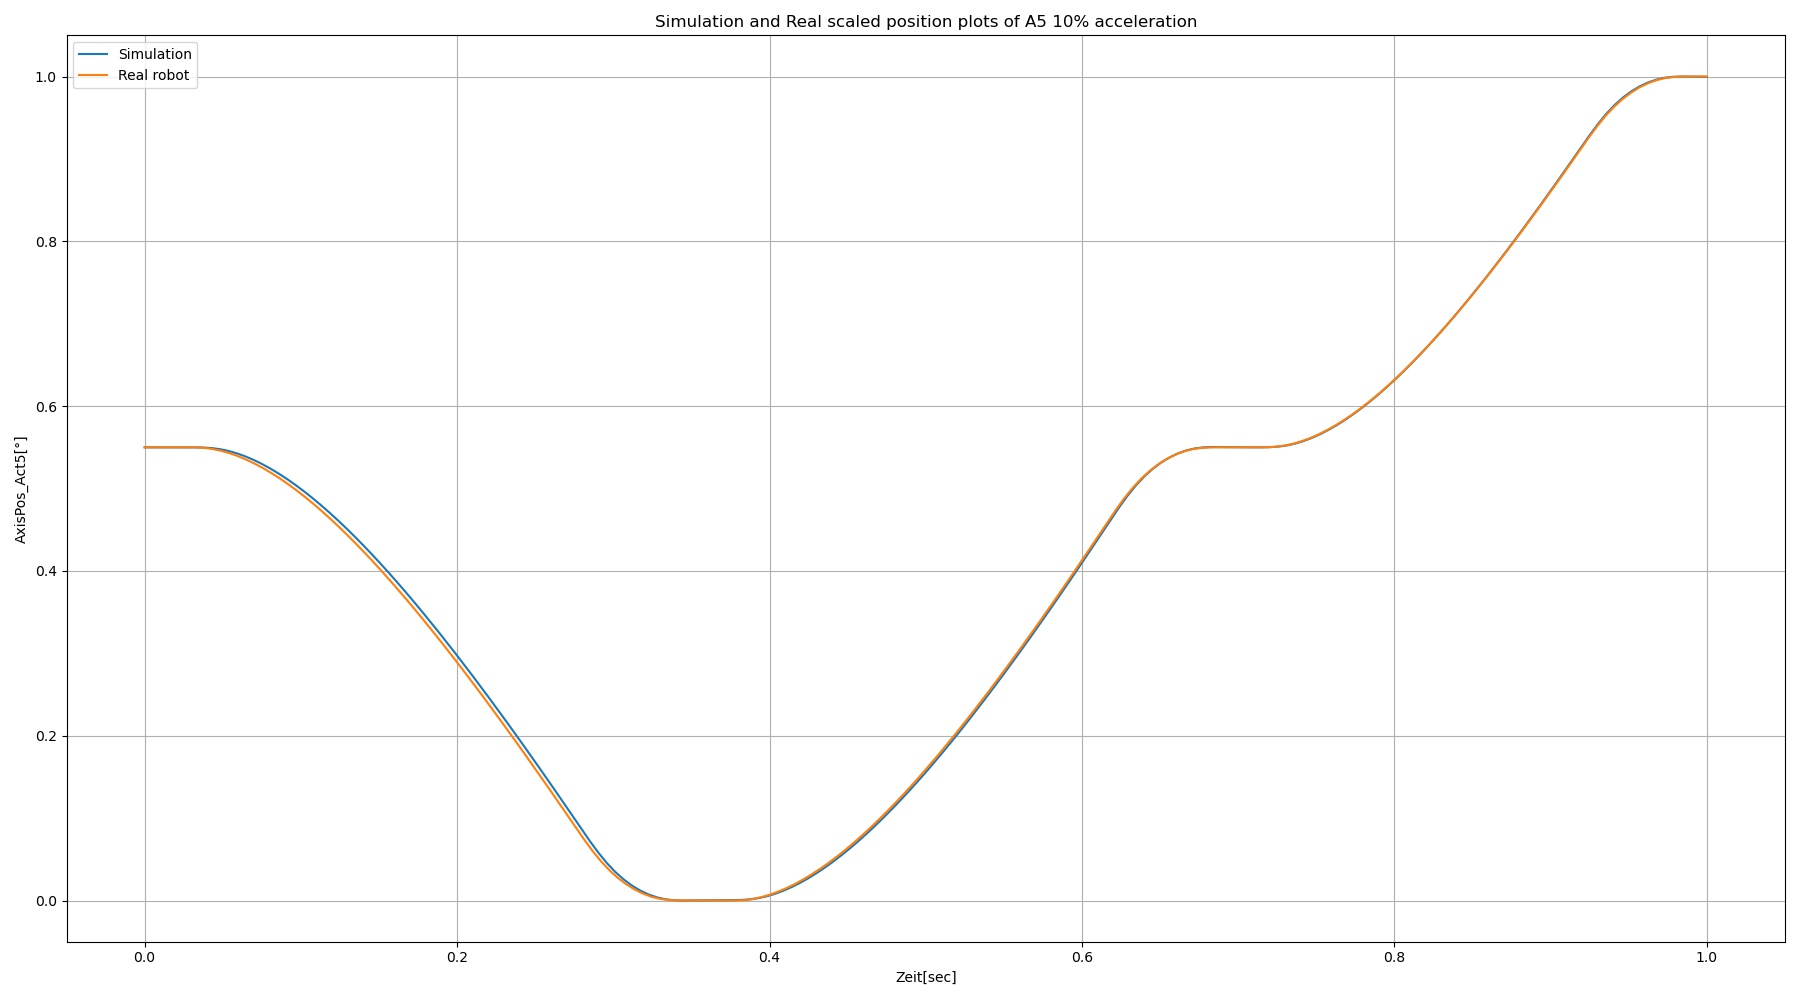 Simulation and Real scaled position plots of A5 10% acceleration
Simulation
Real robot
1.0
0.8
0.6
0.4
0.2
0.0
AxisPos_Act5[°]
0.0 0.2 0.4 0.6 0.8 1.0
Zeit[sec]